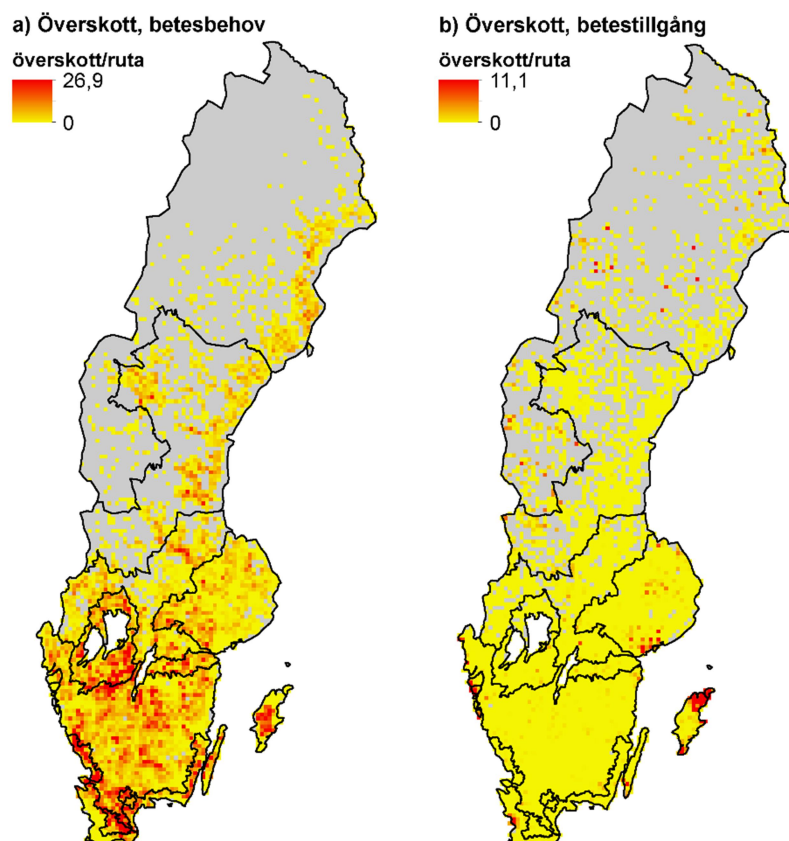 a) Överskott, betesbehov
överskott/ruta
26,9
0
b) Överskott, betestillgång
överskott/ruta
11,1
0